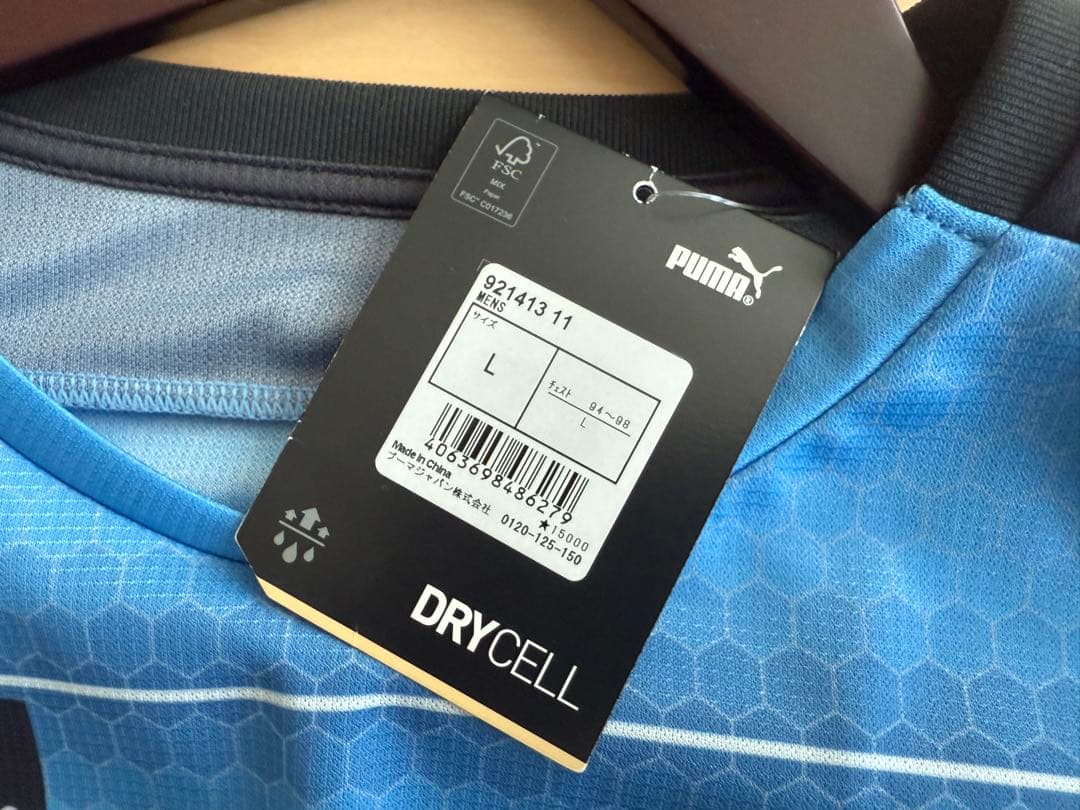 FSC
MIX
Paper
FSC™ C017236
PUMA®
921413 11
MENS
サイズ
L
チェスト 94～98
L
4063698486279
Made in China
★15000
プーマジャパン株式会社 0120-125-150
DRYCELL